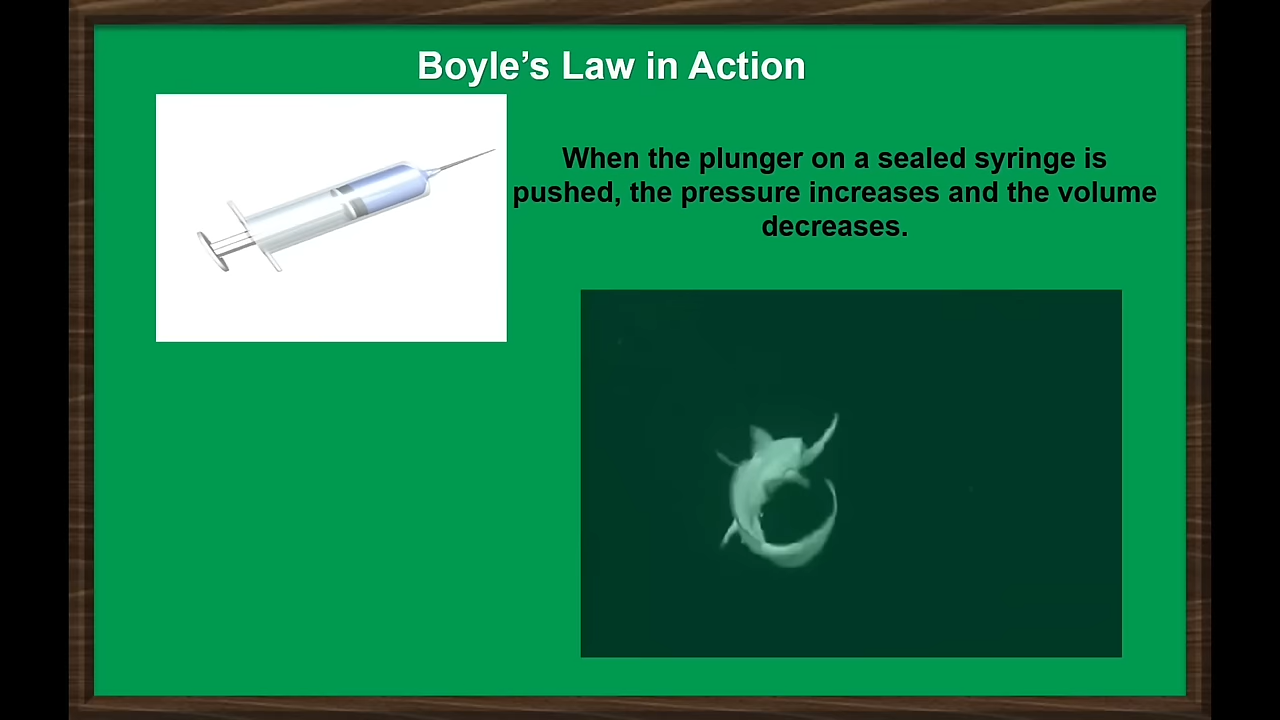 Boyle’s Law in Action
When the plunger on a sealed syringe is
pushed, the pressure increases and the volume
decreases.